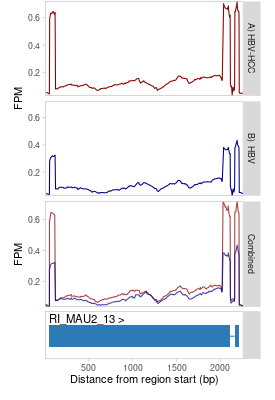 0.6
0.4
0.2
FPM
A) HBV-HCC
0.6
0.4
0.2
B) HBV
0.6
0.4
0.2
FPM
Combined
RI_MAU2_13 >
500 1000 1500 2000
Distance from region start (bp)